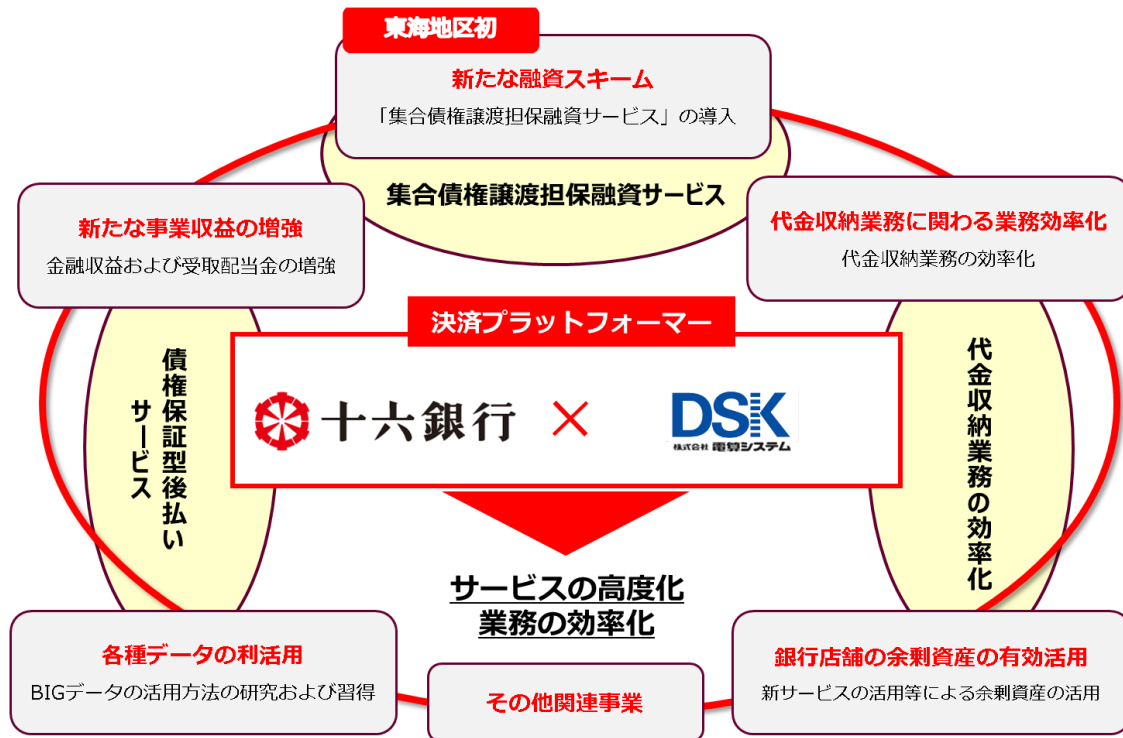 東海地区初
新たな融資スキーム
「集合債権譲渡担保融資サービス」の導入
集合債権譲渡担保融資サービス
新たな事業収益の増強
金融収益および受取配当金の増強
代金収納業務に関わる業務効率化
代金収納業務の効率化
決済プラットフォーマー
債権保証型後払い
サービス
十六銀行 × DSK
株式会社 電算システム
代金収納業務の効率化
サービスの高度化
業務の効率化
各種データの利活用
BIGデータの活用方法の研究および習得
その他関連事業
銀行店舗の余剰資産の有効活用
新サービスの活用等による余剰資産の活用